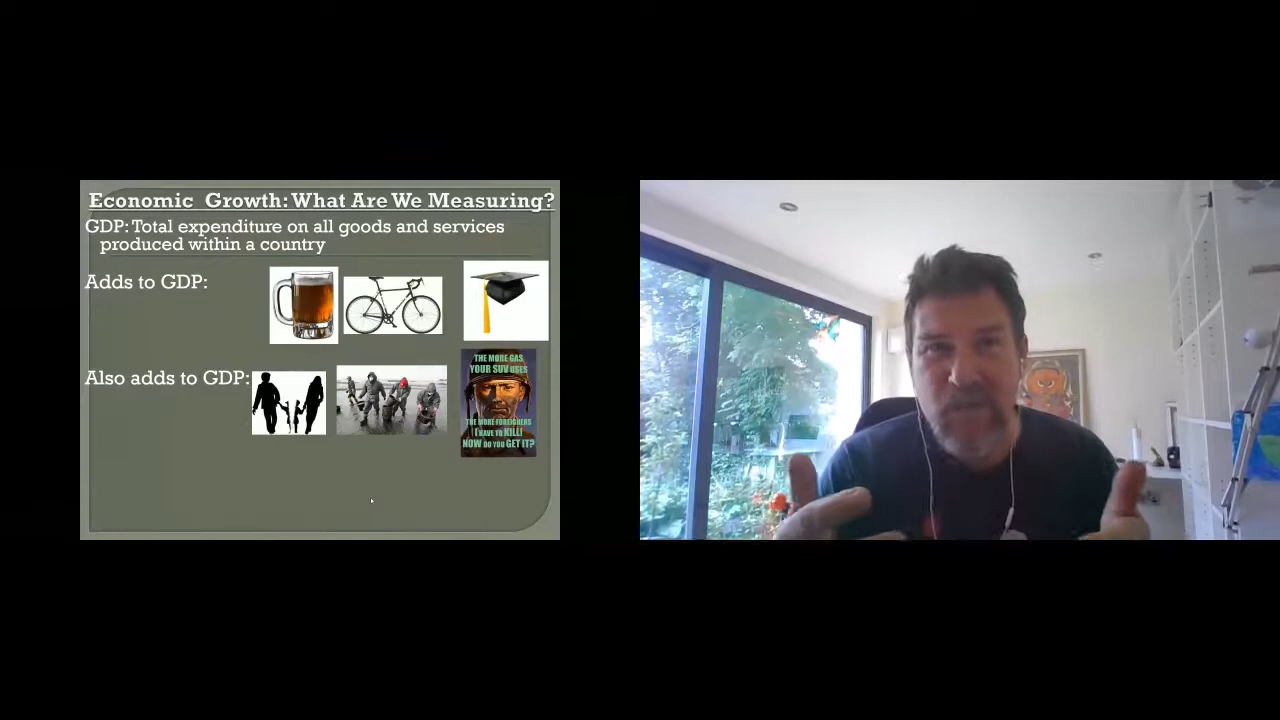 Economic Growth: What Are We Measuring?
GDP: Total expenditure on all goods and services
produced within a country
Adds to GDP:
Also adds to GDP:
THE MORE GAS
YOUR SUV USES
THE MORE FOREIGNERS
I HAVE TO KILL!
NOW DO YOU GET IT?